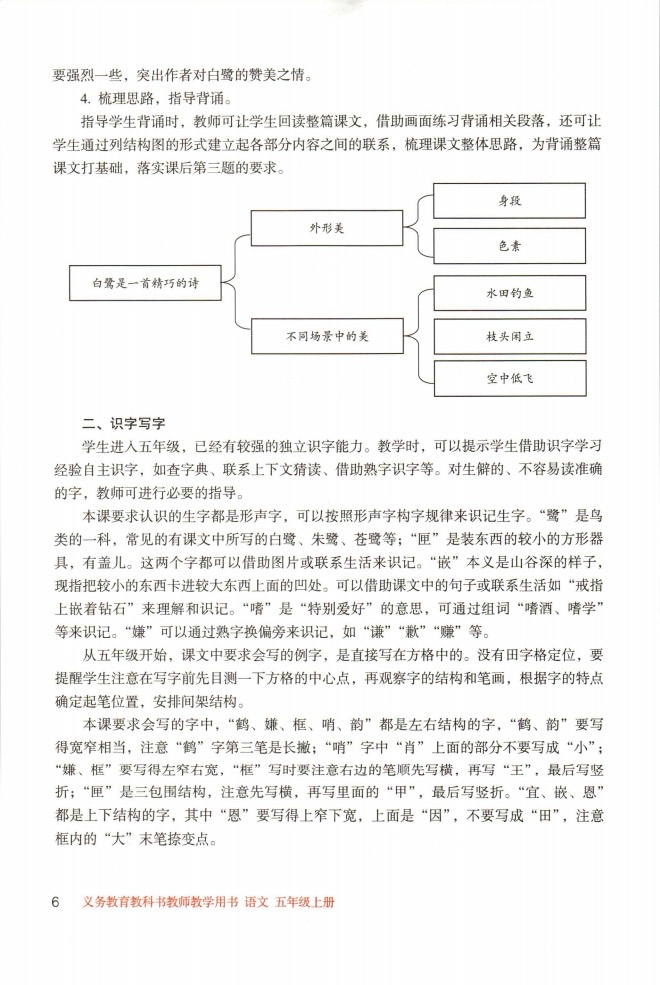 要强烈一些，突出作者对白鹭的赞美之情。
4. 梳理思路，指导背诵。
指导学生背诵时，教师可让学生回读整篇课文，借助画面练习背诵相关段落，还可让
学生通过列结构图的形式建立起各部分内容之间的联系，梳理课文整体思路，为背诵整篇
课文打基础，落实课后第三题的要求。
白鹭是一首精巧的诗
外形美
身段
色素
不同场景中的美
水田钓鱼
枝头闲立
空中低飞
二、识字写字
学生进入五年级，已经有较强的独立识字能力。教学时，可以提示学生借助识字学习
经验自主识字，如查字典、联系上下文猜读、借助熟字识字等。对生僻的、不容易读准确
的字，教师可进行必要的指导。
本课要求认识的生字都是形声字，可以按照形声字构字规律来识记生字。“鹭”是鸟
类的一科，常见的有课文中所写的白鹭、朱鹭、苍鹭等；“匣”是装东西的较小的方形器
具，有盖儿。这两个字都可以借助图片或联系生活来识记。“嵌”本义是山谷深的样子，
现指把较小的东西卡进较大东西上面的凹处。可以借助课文中的句子或联系生活如“戒指
上嵌着钻石”来理解和识记。“嗜”是“特别爱好”的意思，可通过组词“嗜酒、嗜学”
等来识记。“嫌”可以通过熟字换偏旁来识记，如“谦”“歉”“赚”等。
从五年级开始，课文中要求会写的例字，是直接写在方格中的。没有田字格定位，要
提醒学生注意在写字前先目测一下方格的中心点，再观察字的结构和笔画，根据字的特点
确定起笔位置，安排间架结构。
本课要求会写的字中，“鹤、嫌、框、哨、韵”都是左右结构的字，“鹤、韵”要写
得宽窄相当，注意“鹤”字第三笔是长撇；“哨”字中“肖”上面的部分不要写成“小”；
“嫌、框”要写得左窄右宽，“框”写时要注意右边的笔顺先写横，再写“王”，最后写竖
折；“匣”是三包围结构，注意先写横，再写里面的“甲”，最后写竖折。“宜、嵌、恩”
都是上下结构的字，其中“恩”要写得上窄下宽，上面是“因”，不要写成“田”，注意
框内的“大”末笔捺变点。
6 义务教育教科书教师教学用书 语文 五年级上册